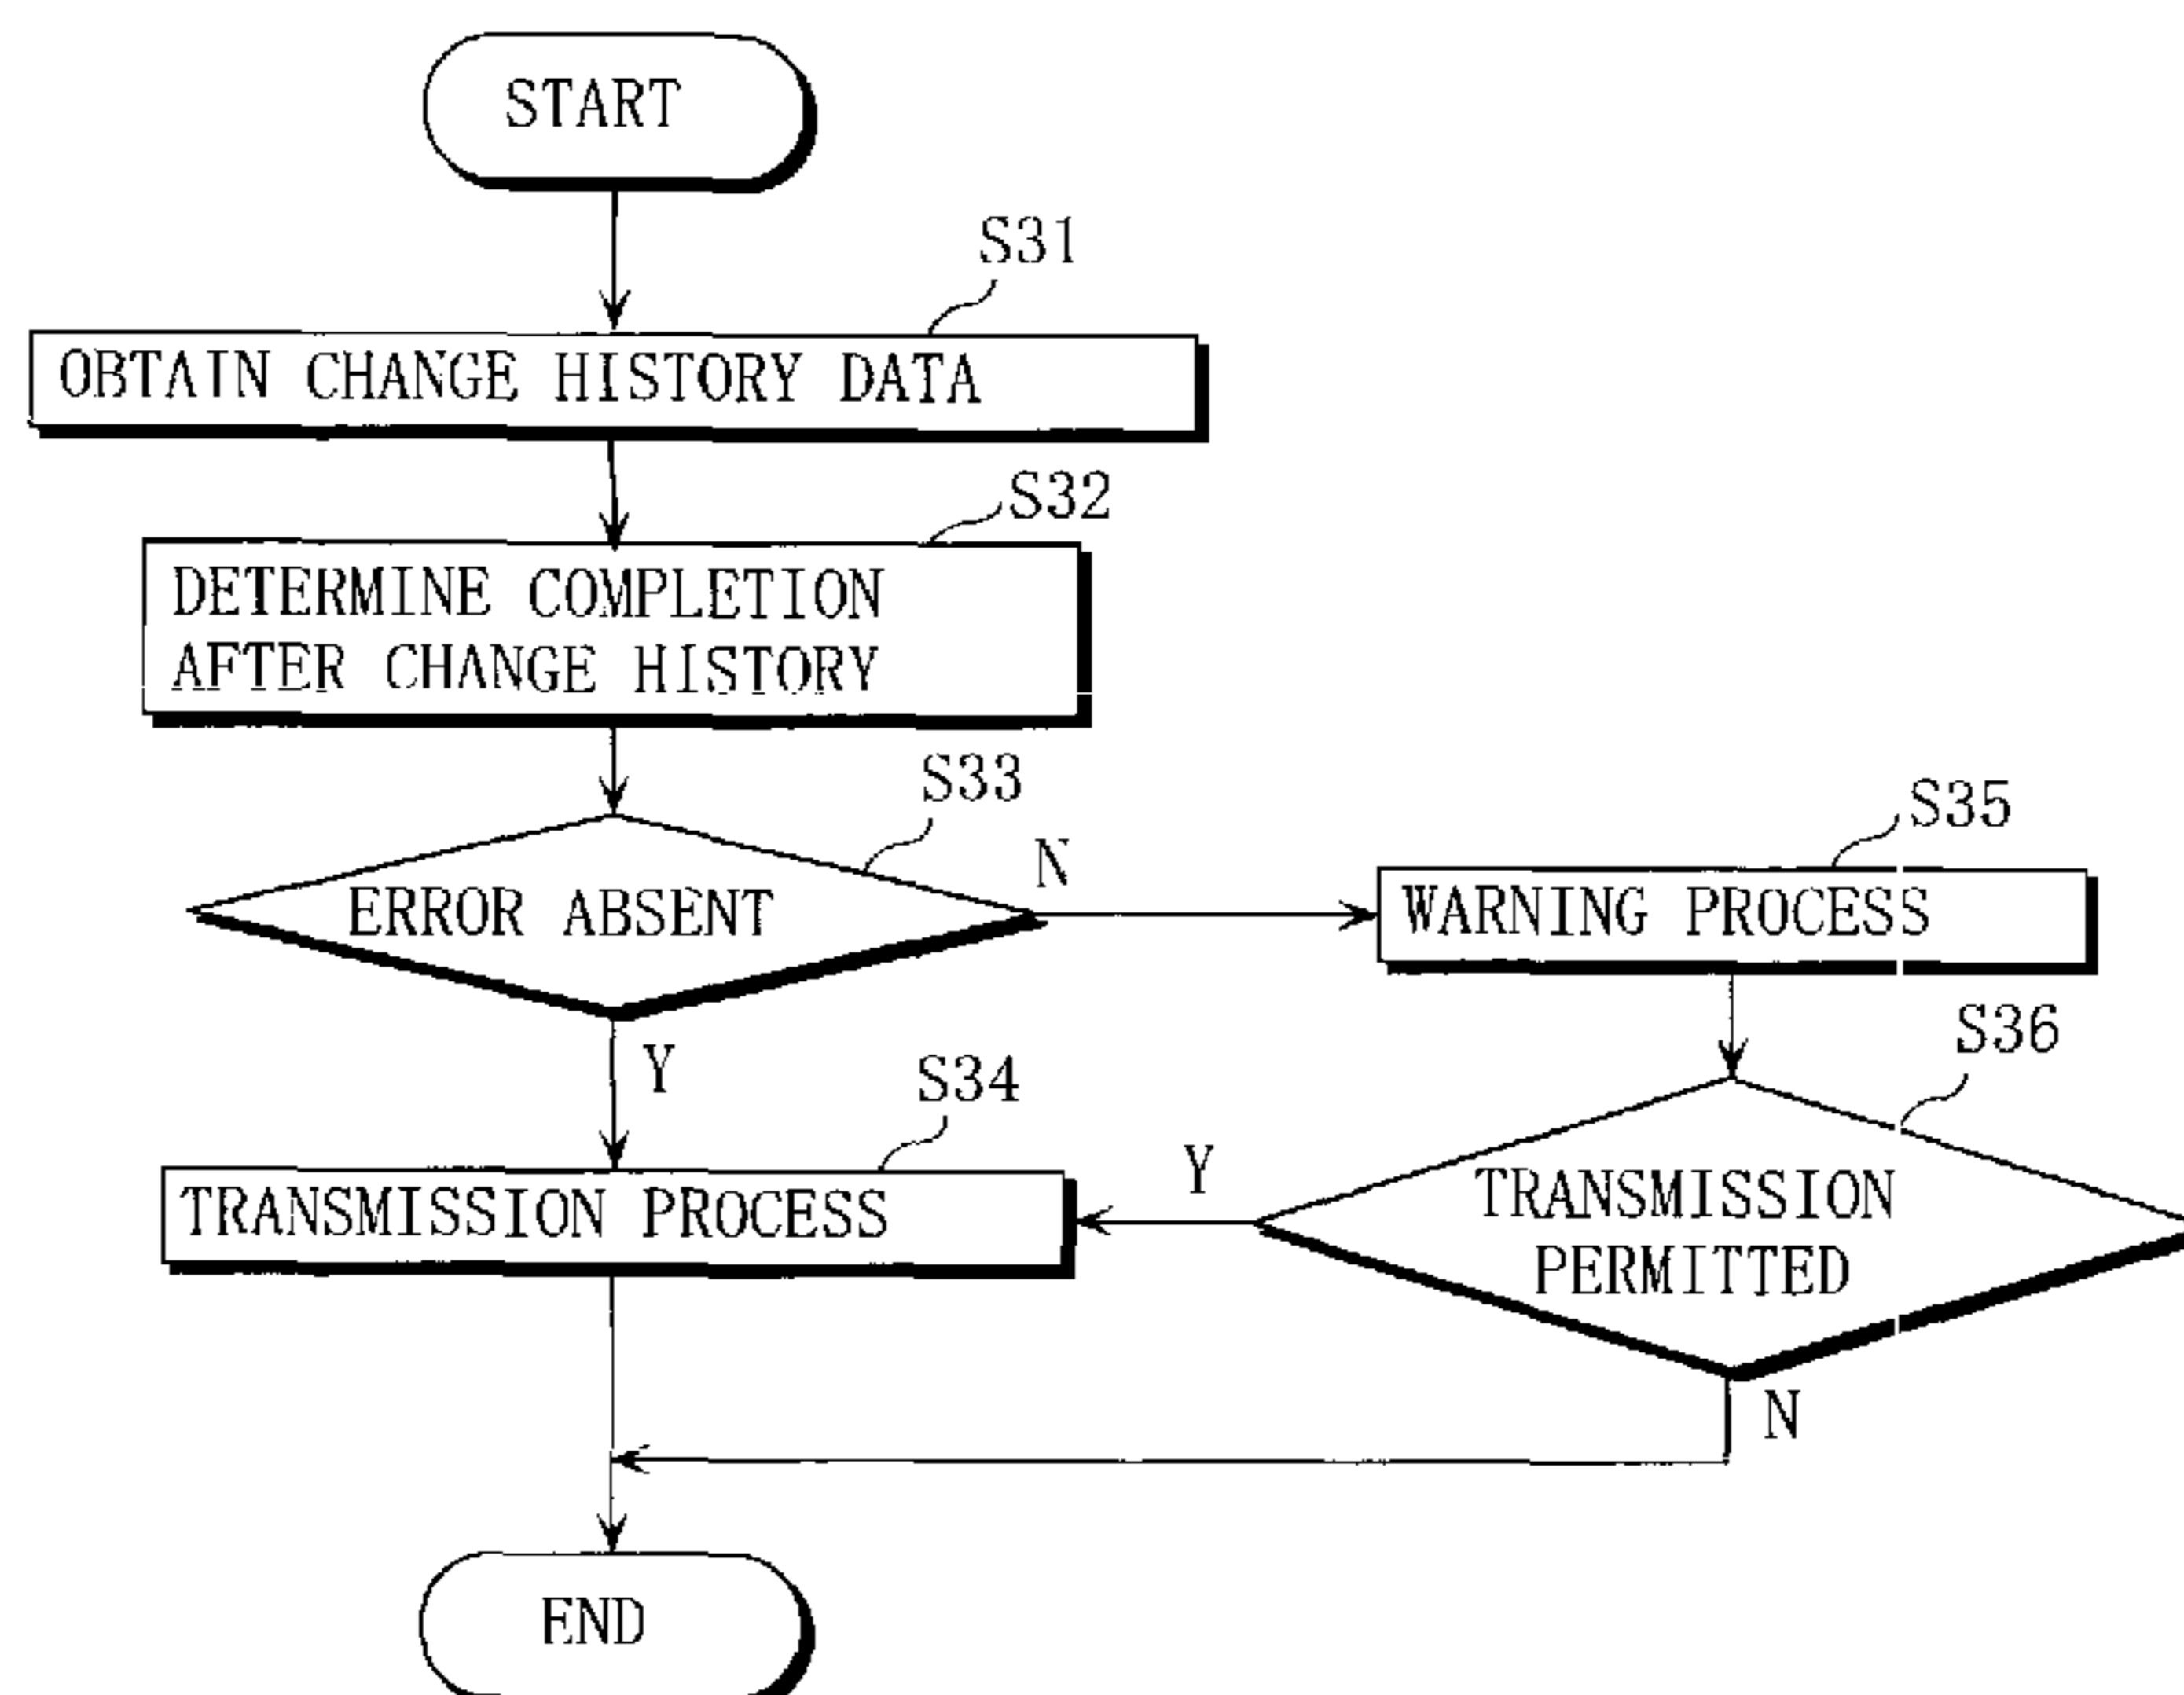 START
S31
OBTAIN CHANGE HISTORY DATA
S32
DETERMINE COMPLETION
AFTER CHANGE HISTORY
S33
ERROR ABSENT
N
S35
WARNING PROCESS
Y
S34
TRANSMISSION PROCESS
S36
Y
TRANSMISSION
PERMITTED
N
END